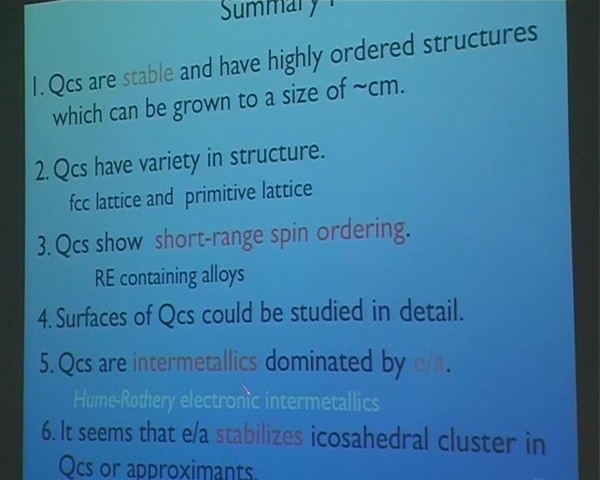 Summary
1. Qcs are stable and have highly ordered structures
which can be grown to a size of ~cm.
2. Qcs have variety in structure.
fcc lattice and primitive lattice
3. Qcs show short-range spin ordering.
RE containing alloys
4. Surfaces of Qcs could be studied in detail.
5. Qcs are intermetallics dominated by e/a.
Hume-Rothery electronic intermetallics
6. It seems that e/a stabilizes icosahedral cluster in
Qcs or approximants.